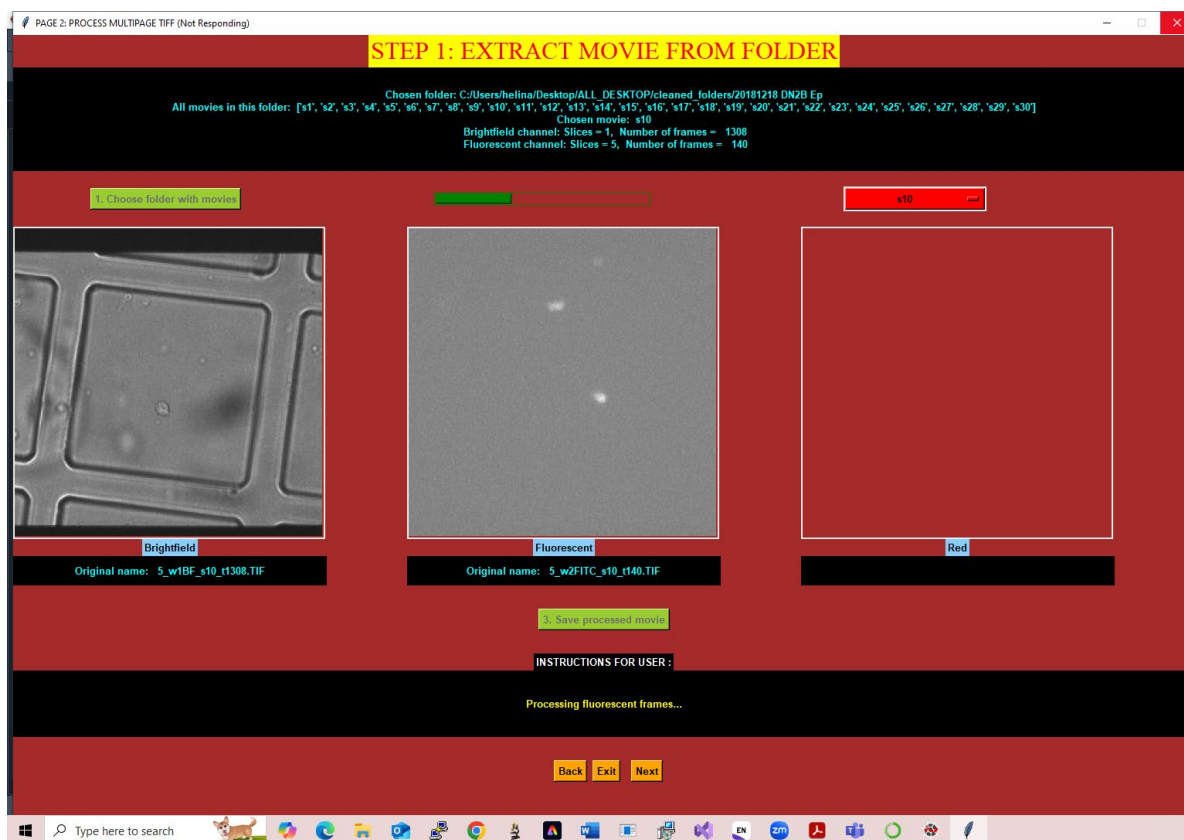 PAGE 2: PROCESS MULTIPAGE TIFF (Not Responding)
STEP 1: EXTRACT MOVIE FROM FOLDER
Chosen folder: C:/Users/helina/Desktop/ALL_DESKTOP/cleaned_folders/20181218 DN2B Ep
All movies in this folder: ['s1', 's2', 's3', 's4', 's5', 's6', 's7', 's8', 's9', 's10', 's11', 's12', 's13', 's14', 's15', 's16', 's17', 's18', 's19', 's20', 's21', 's22', 's23', 's24', 's25', 's26', 's27', 's28', 's29', 's30']
Chosen movie: s10
Brightfield channel: Slices = 1, Number of frames = 1308
Fluorescent channel: Slices = 5, Number of frames = 140
1. Choose folder with movies
s10
Brightfield
Fluorescent
Red
Original name: 5_w1BF_s10_t1308.TIF
Original name: 5_w2FITC_s10_t140.TIF
3. Save processed movie
INSTRUCTIONS FOR USER :
Processing fluorescent frames...
Back Exit Next
Type here to search
EN
zm